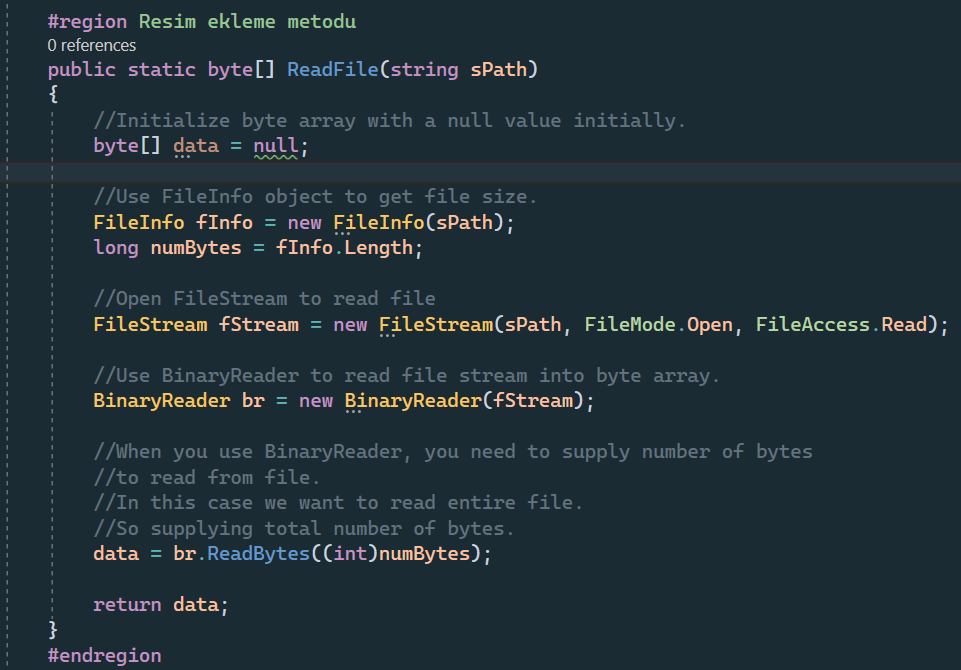 #region Resim ekleme metodu
0 references
public static byte[] ReadFile(string sPath)
{
//Initialize byte array with a null value initially.
byte[] data = null;
//Use FileInfo object to get file size.
FileInfo fInfo = new FileInfo(sPath);
long numBytes = fInfo.Length;
//Open FileStream to read file
FileStream fStream = new FileStream(sPath, FileMode.Open, FileAccess.Read);
//Use BinaryReader to read file stream into byte array.
BinaryReader br = new BinaryReader(fStream);
//When you use BinaryReader, you need to supply number of bytes
//to read from file.
//In this case we want to read entire file.
//So supplying total number of bytes.
data = br.ReadBytes((int)numBytes);
return data;
}
#endregion